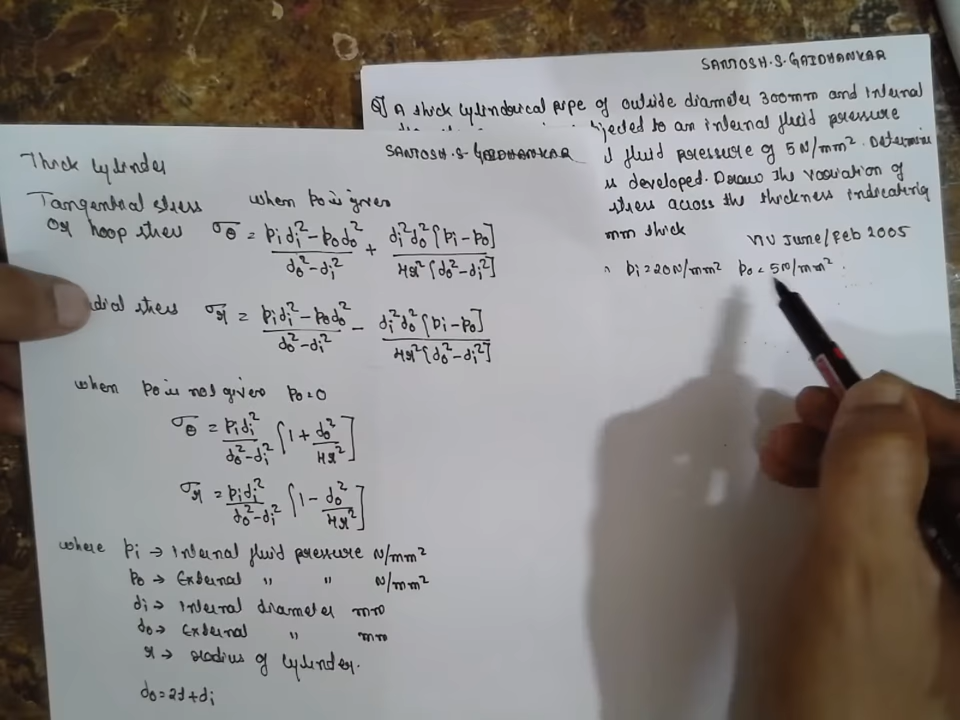 SANTOSH.S.GAIDHANKAR
Q] A thick cylinderical pipe of outside diameter 300mm and internal
jected to an internal fluid pressure
fluid pressure of 5N/mm². Determine
is developed. Draw the variation of
stress across the thickness indicating
mm thick
VTU June/Feb 2005
Pi=20N/mm² Po=5N/mm².
SANTOSH.S.GAIDHANKAR
Thick cylinder
Tangential stress when Po is given
Or hoop stress σθ = (Pidi²-Podo²)/(do²-di²) + (di²do²[Pi-Po])/(4r²[do²-di²])
dial stress σr = (Pidi²-Podo²)/(do²-di²) - (di²do²[Pi-Po])/(4r²[do²-di²])
when Po is not given Po=0
σθ = (Pidi²)/(do²-di²) [1+do²/4r²]
σr = (Pidi²)/(do²-di²) [1-do²/4r²]
where Pi → Internal fluid pressure N/mm²
Po → External " " N/mm²
di → Internal diameter mm
do → External " mm
r → radius of cylinder.
do=2t+di